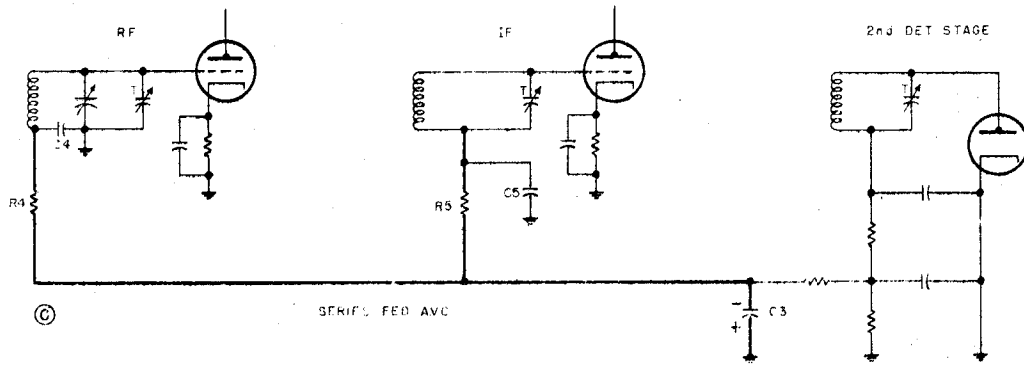 RF
IF
2nd DET STAGE
T
T
T
C4
R4
R5
C5
C3
−
+
©
SERIES FED AVC